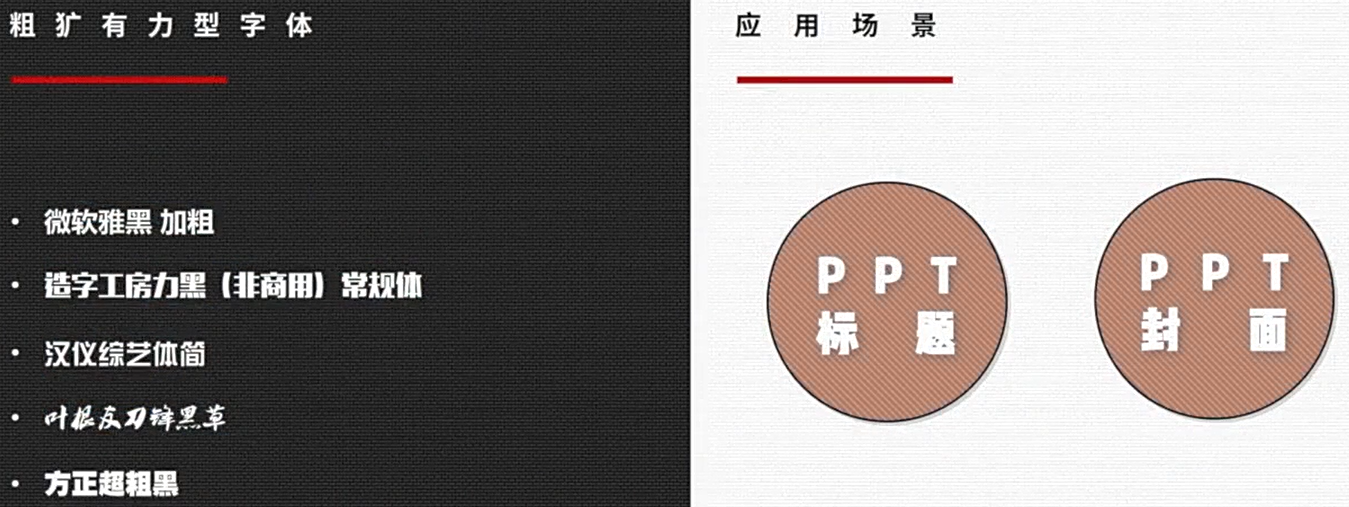 粗犷有力型字体
微软雅黑 加粗
造字工房力黑（非商用）常规体
汉仪综艺体简
叶根友刀锋黑草
方正超粗黑
应用场景
PPT
标题
PPT
封面